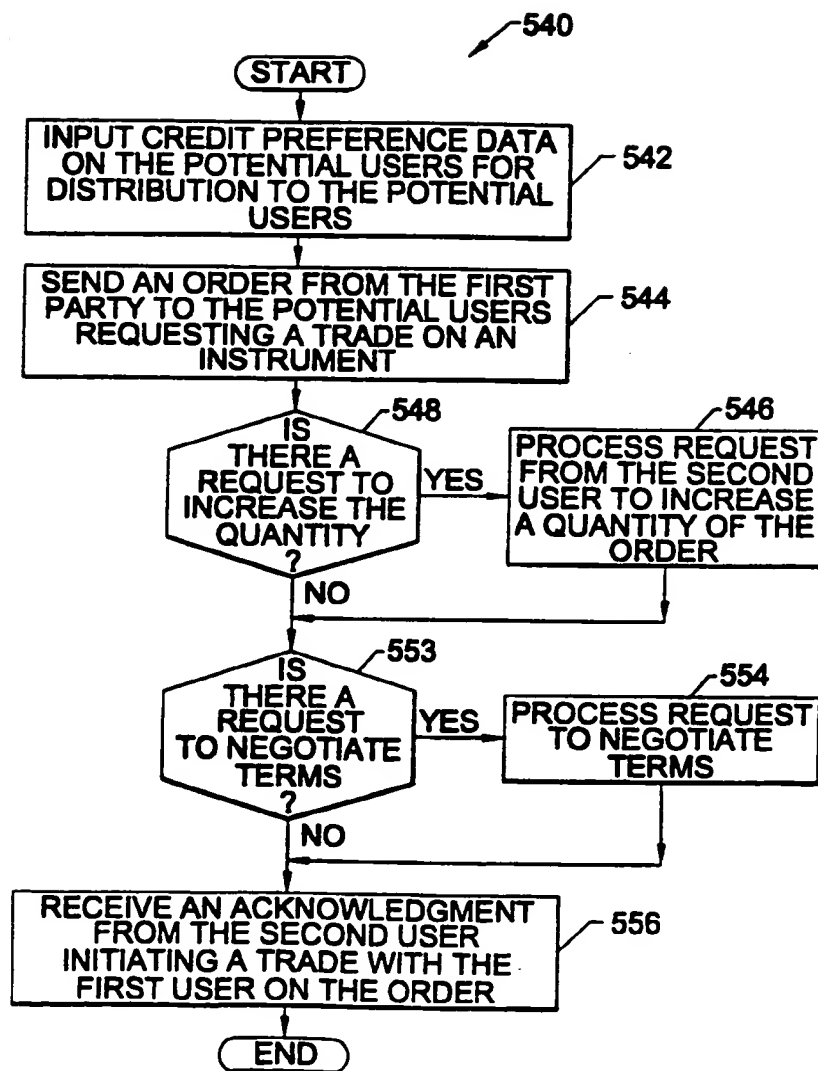 540
START
INPUT CREDIT PREFERENCE DATA
ON THE POTENTIAL USERS FOR
DISTRIBUTION TO THE POTENTIAL
USERS
542
SEND AN ORDER FROM THE FIRST
PARTY TO THE POTENTIAL USERS
REQUESTING A TRADE ON AN
INSTRUMENT
544
548
IS
THERE A
REQUEST TO
INCREASE THE
QUANTITY
?
YES
546
PROCESS REQUEST
FROM THE SECOND
USER TO INCREASE
A QUANTITY OF THE
ORDER
NO
553
IS
THERE A
REQUEST
TO NEGOTIATE
TERMS
?
YES
554
PROCESS REQUEST
TO NEGOTIATE
TERMS
NO
RECEIVE AN ACKNOWLEDGMENT
FROM THE SECOND USER
INITIATING A TRADE WITH THE
FIRST USER ON THE ORDER
556
END